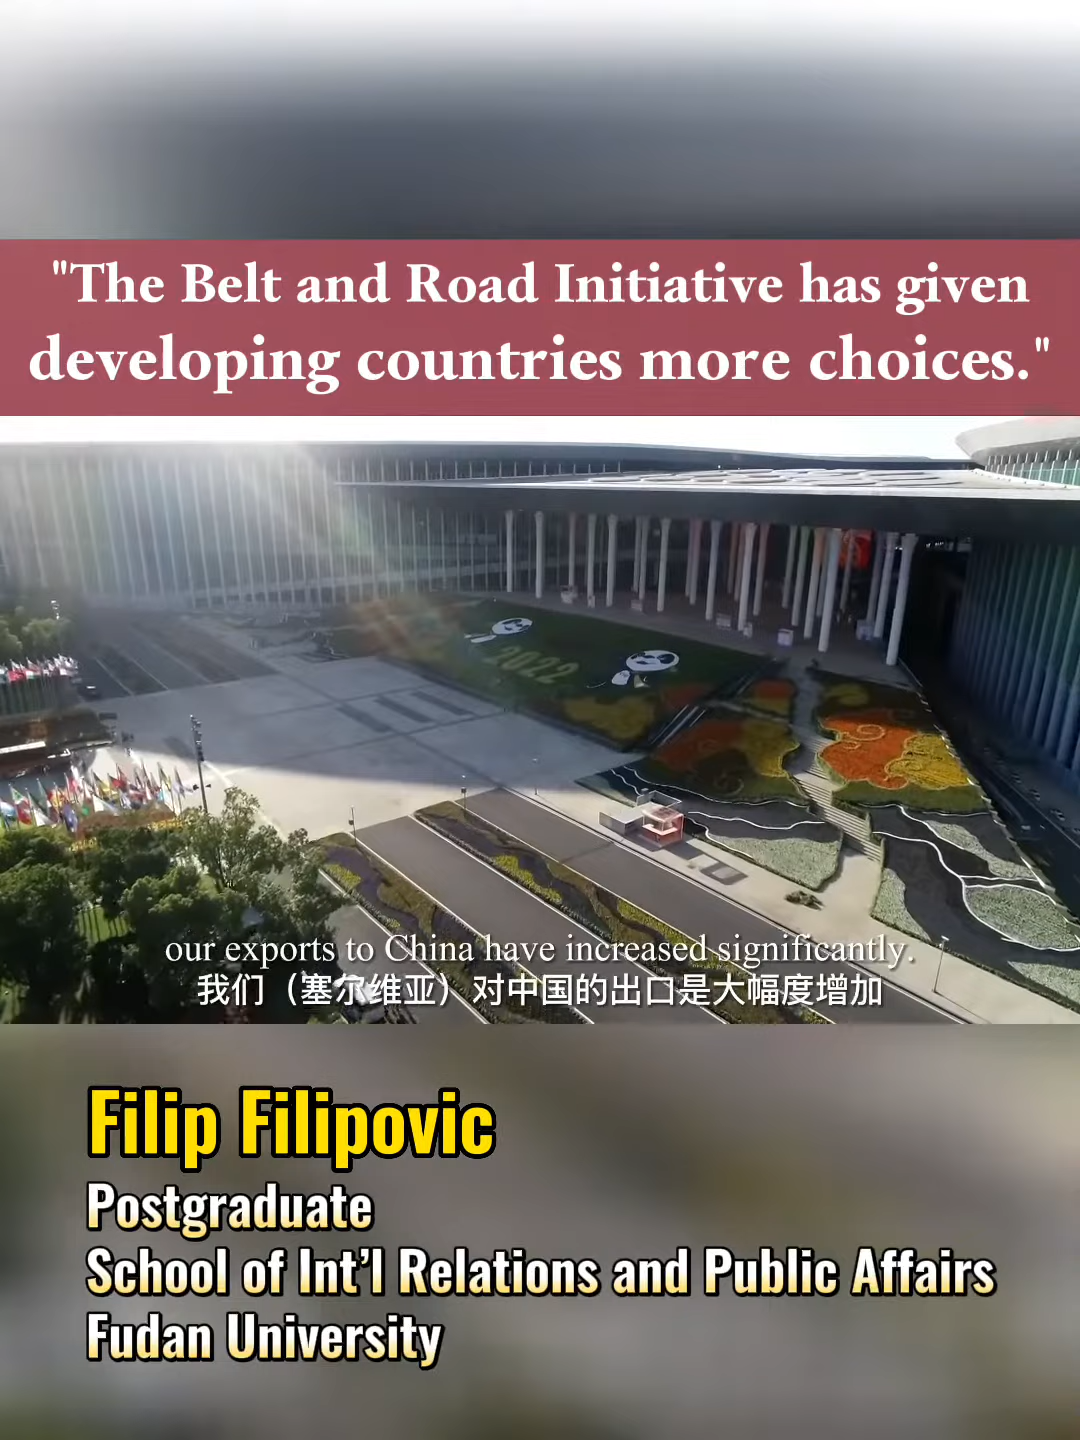 "The Belt and Road Initiative has given
developing countries more choices."
2022
our exports to China have increased significantly.
我们（塞尔维亚）对中国的出口是大幅度增加
Filip Filipovic
Postgraduate
School of Int’l Relations and Public Affairs
Fudan University